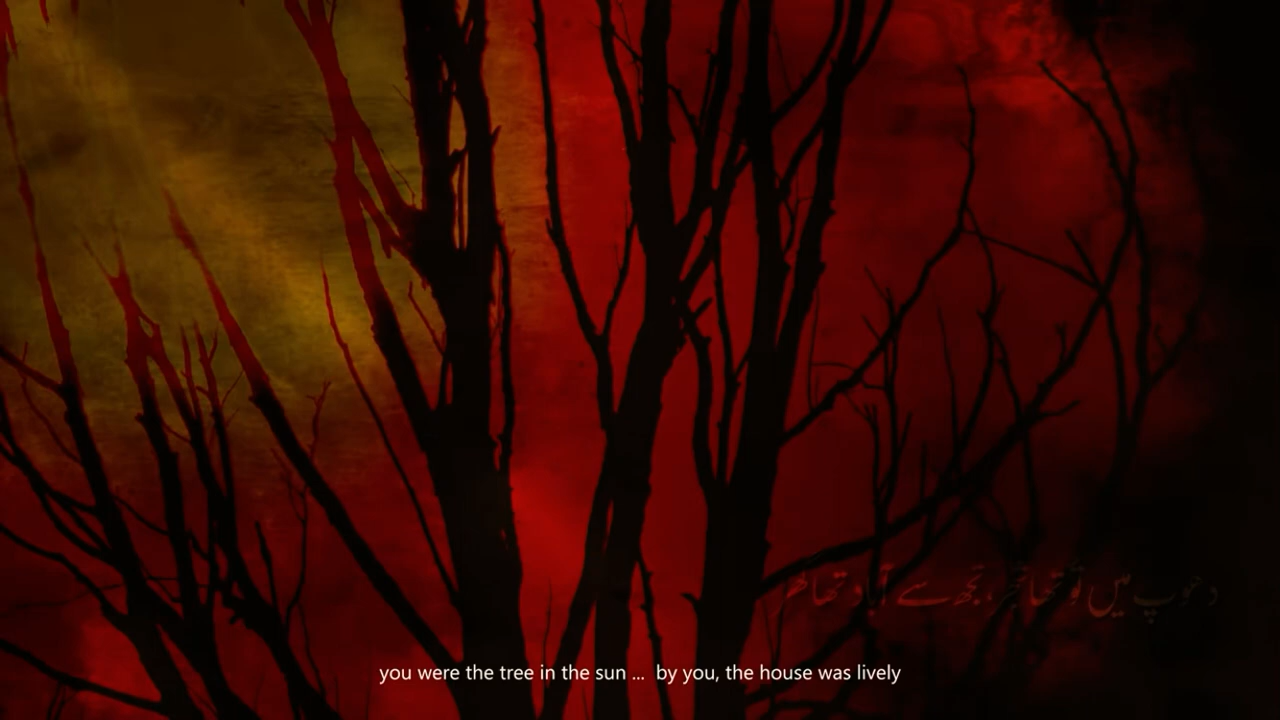 دھوپ میں تو تھا شجر، تجھ سے آباد تھا گھر
you were the tree in the sun ...  by you, the house was lively